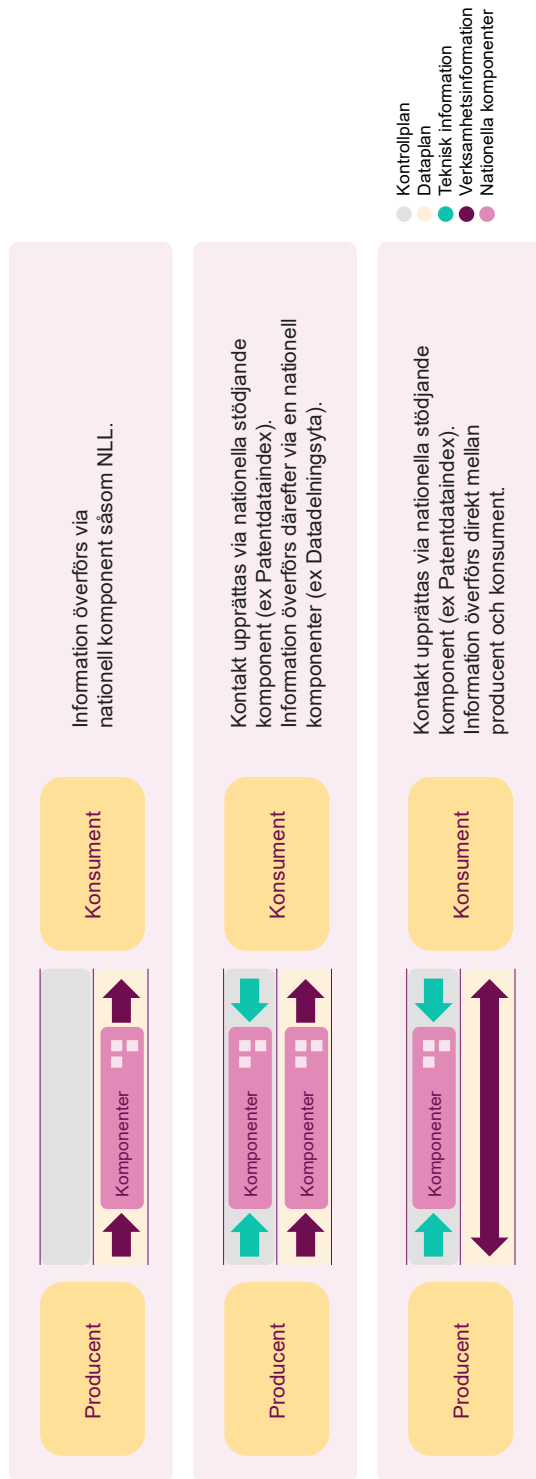 Producent
Komponenter
Konsument
Information överförs via
nationell komponent såsom NLL.
Producent
Komponenter
Komponenter
Konsument
Kontakt upprättas via nationella stödjande
komponent (ex Patentdataindex).
Information överförs därefter via en nationell
komponenter (ex Datadelningsyta).
Producent
Komponenter
Konsument
Kontakt upprättas via nationella stödjande
komponent (ex Patentdataindex).
Information överförs direkt mellan
producent och konsument.
Kontrollplan
Dataplan
Teknisk information
Verksamhetsinformation
Nationella komponenter